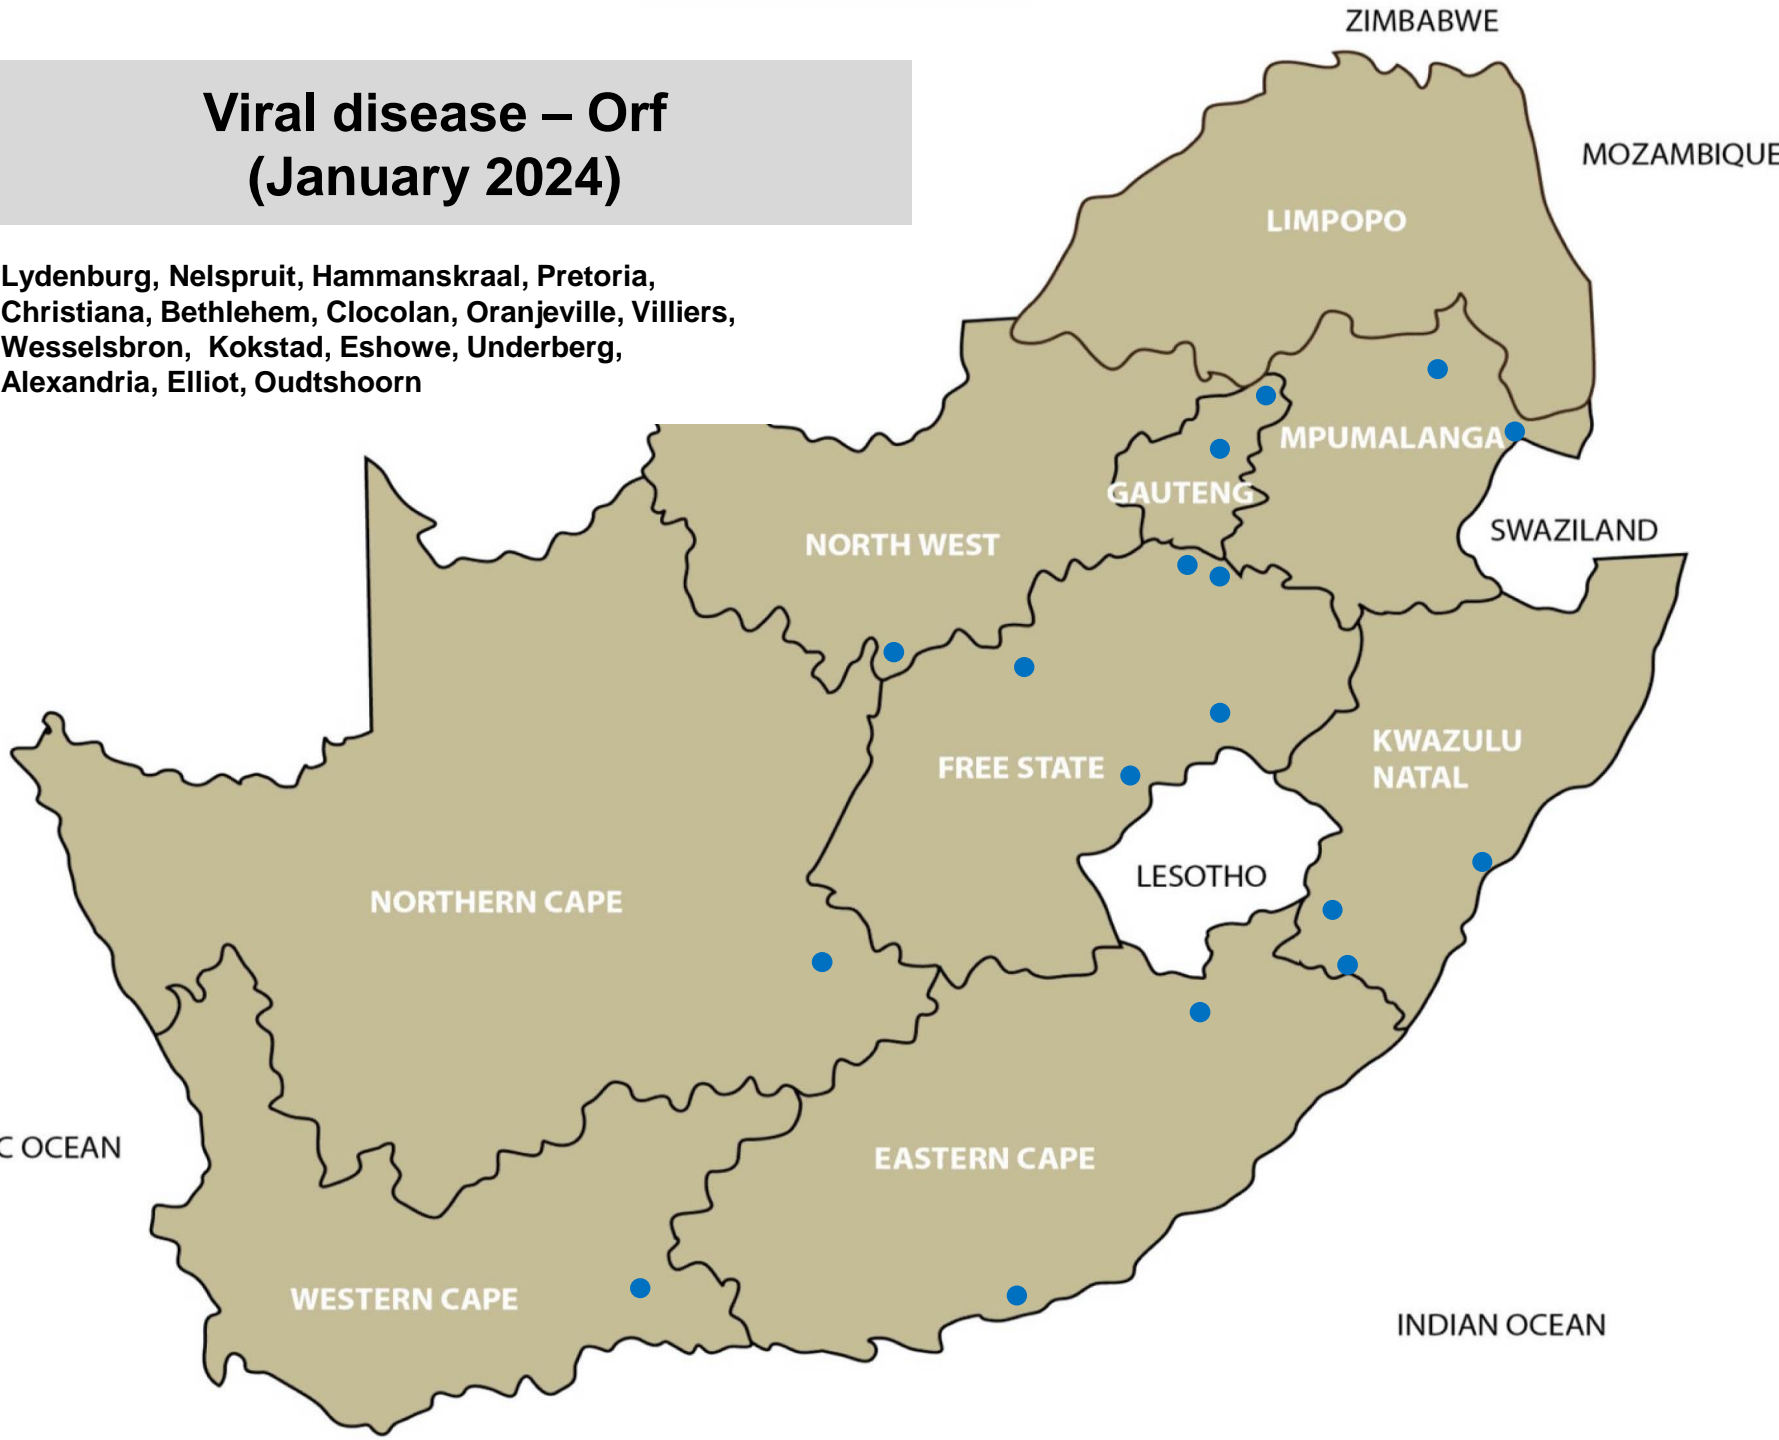 ZIMBABWE
Viral disease – Orf
(January 2024)
MOZAMBIQUE
LIMPOPO
Lydenburg, Nelspruit, Hammanskraal, Pretoria,
Christiana, Bethlehem, Clocolan, Oranjeville, Villiers,
Wesselsbron, Kokstad, Eshowe, Underberg,
Alexandria, Elliot, Oudtshoorn
MPUMALANGA
GAUTENG
NORTH WEST
SWAZILAND
KWAZULU
NATAL
FREE STATE
LESOTHO
NORTHERN CAPE
C OCEAN
EASTERN CAPE
WESTERN CAPE
INDIAN OCEAN